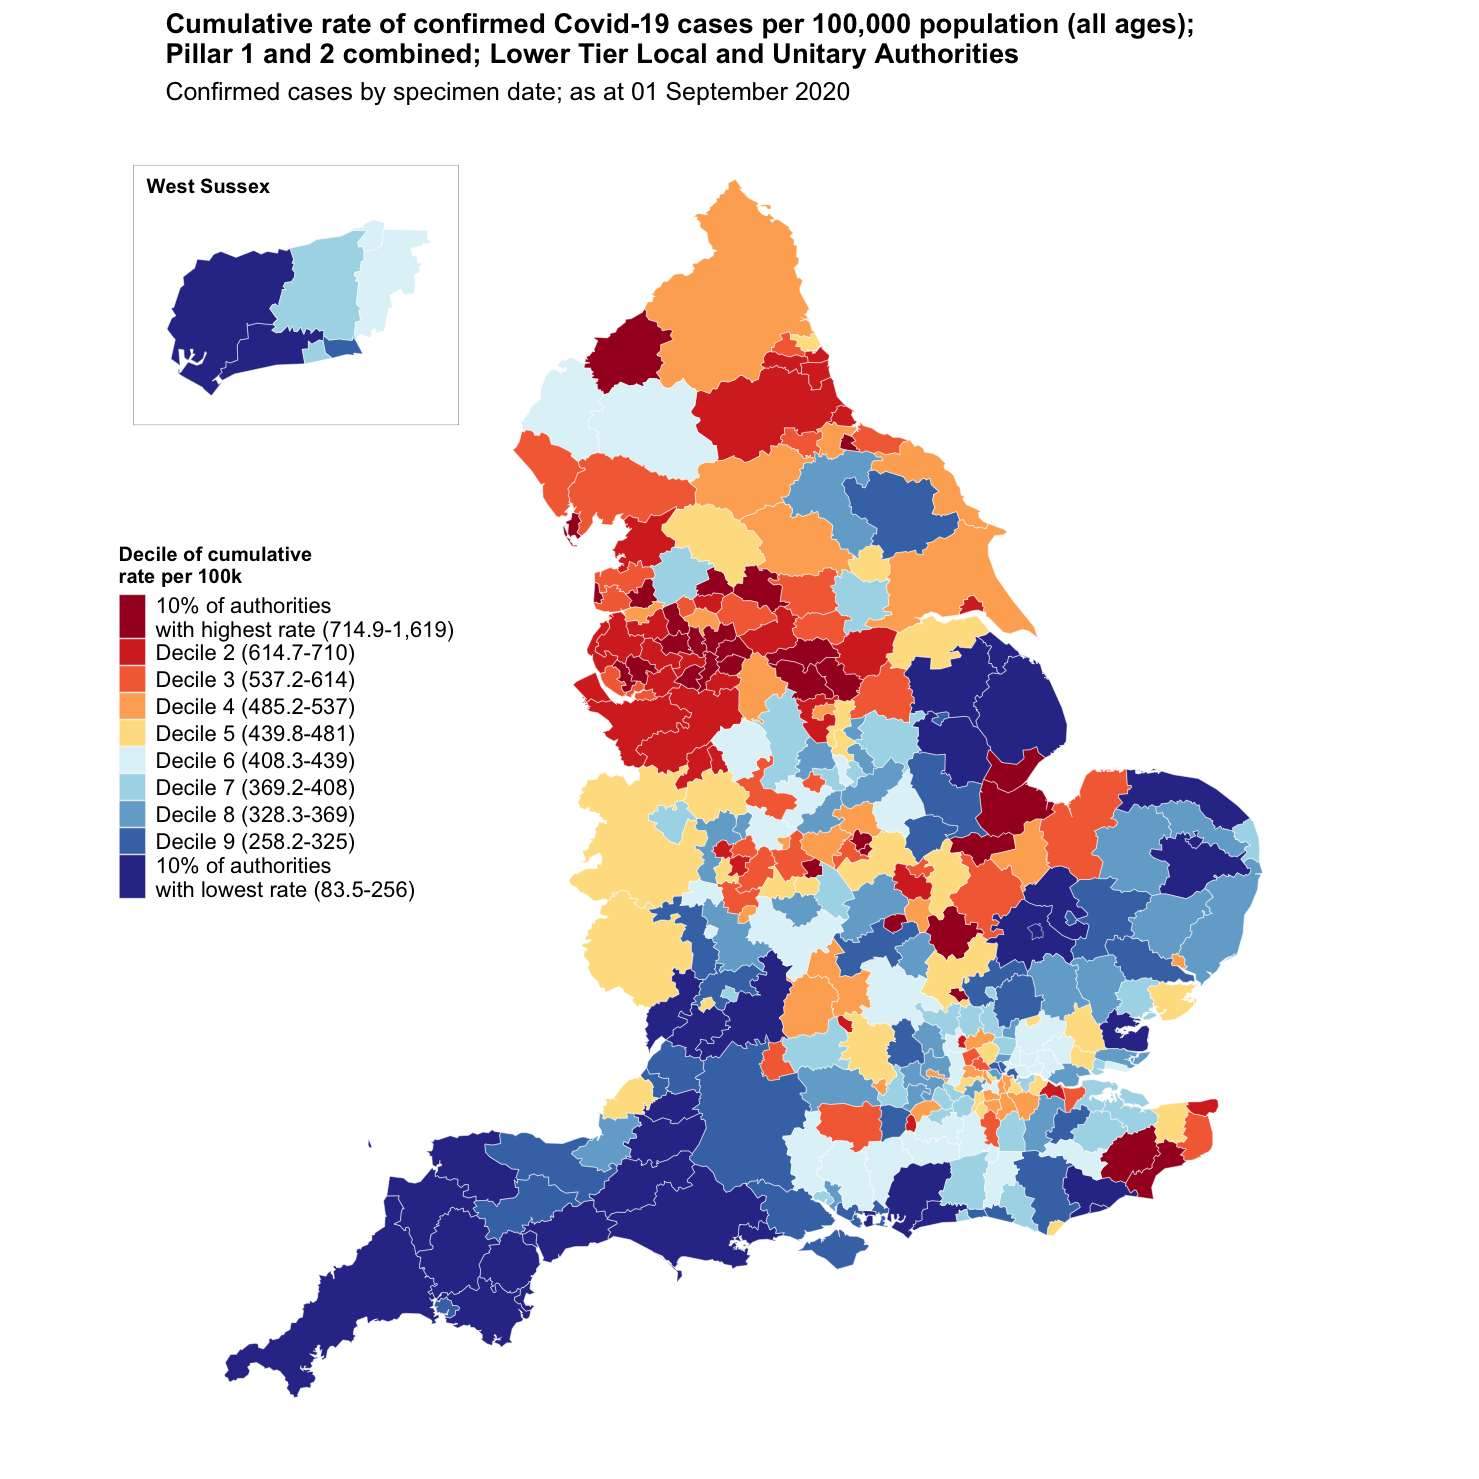 Cumulative rate of confirmed Covid-19 cases per 100,000 population (all ages);
Pillar 1 and 2 combined; Lower Tier Local and Unitary Authorities
Confirmed cases by specimen date; as at 01 September 2020
West Sussex
Decile of cumulative
rate per 100k
10% of authorities
with highest rate (714.9-1,619)
Decile 2 (614.7-710)
Decile 3 (537.2-614)
Decile 4 (485.2-537)
Decile 5 (439.8-481)
Decile 6 (408.3-439)
Decile 7 (369.2-408)
Decile 8 (328.3-369)
Decile 9 (258.2-325)
10% of authorities
with lowest rate (83.5-256)